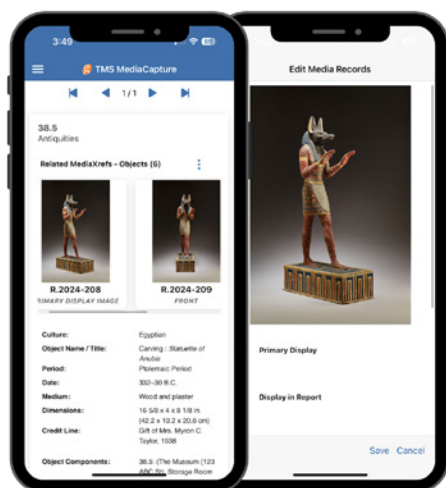 3:49
TMS MediaCapture
1/1
38.5
Antiquities
Related MediaXrefs - Objects (6)
R.2024-208
RIMARY DISPLAY IMAGE
R.2024-209
FRONT
Culture: Egyptian
Object Name / Title: Carving : Statuette of
Anubis
Period: Ptolemaic Period
Date: 332–30 B.C.
Medium: Wood and plaster
Dimensions: 16 5/8 x 4 x 8 1/8 in.
(42.2 x 10.2 x 20.6 cm)
Credit Line: Gift of Mrs. Myron C.
Taylor, 1938
Object Components: 38.5: (The Museum (123
ABC St), Storage Room
Edit Media Records
Primary Display
Display in Report
Save Cancel